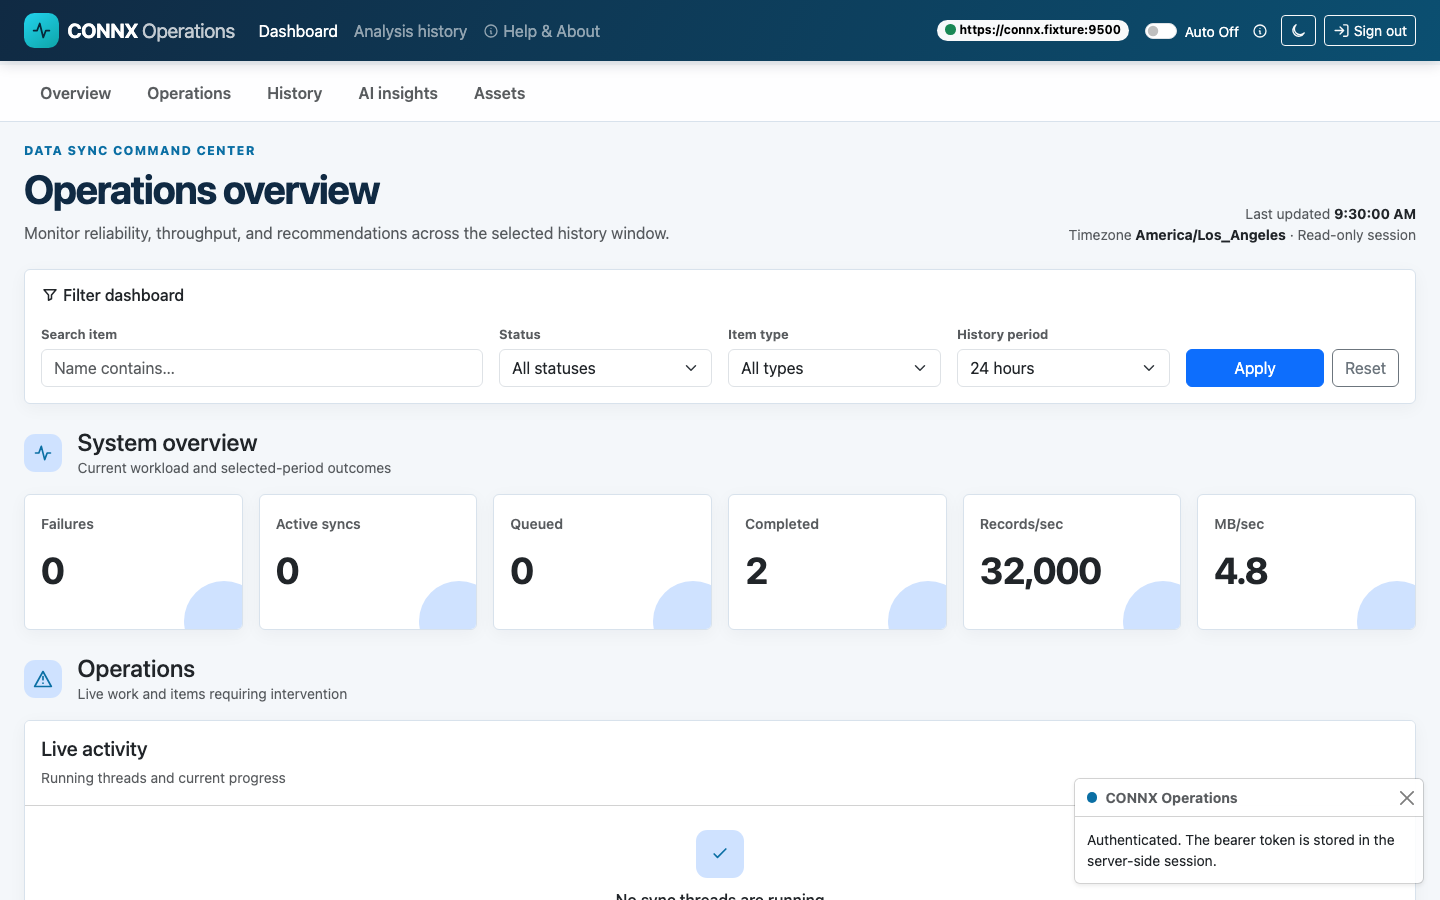 CONNX Operations Dashboard Analysis history Help & About https://connx.fixture:9500 Auto Off Sign out
Overview Operations History AI insights Assets
DATA SYNC COMMAND CENTER
Operations overview
Monitor reliability, throughput, and recommendations across the selected history window.
Last updated 9:30:00 AM
Timezone America/Los_Angeles · Read-only session
Filter dashboard
Search item Status Item type History period
Name contains... All statuses All types 24 hours Apply Reset
System overview
Current workload and selected-period outcomes
Failures Active syncs Queued Completed Records/sec MB/sec
0 0 0 2 32,000 4.8
Operations
Live work and items requiring intervention
Live activity
Running threads and current progress
No sync threads are running
CONNX Operations
Authenticated. The bearer token is stored in the
server-side session.